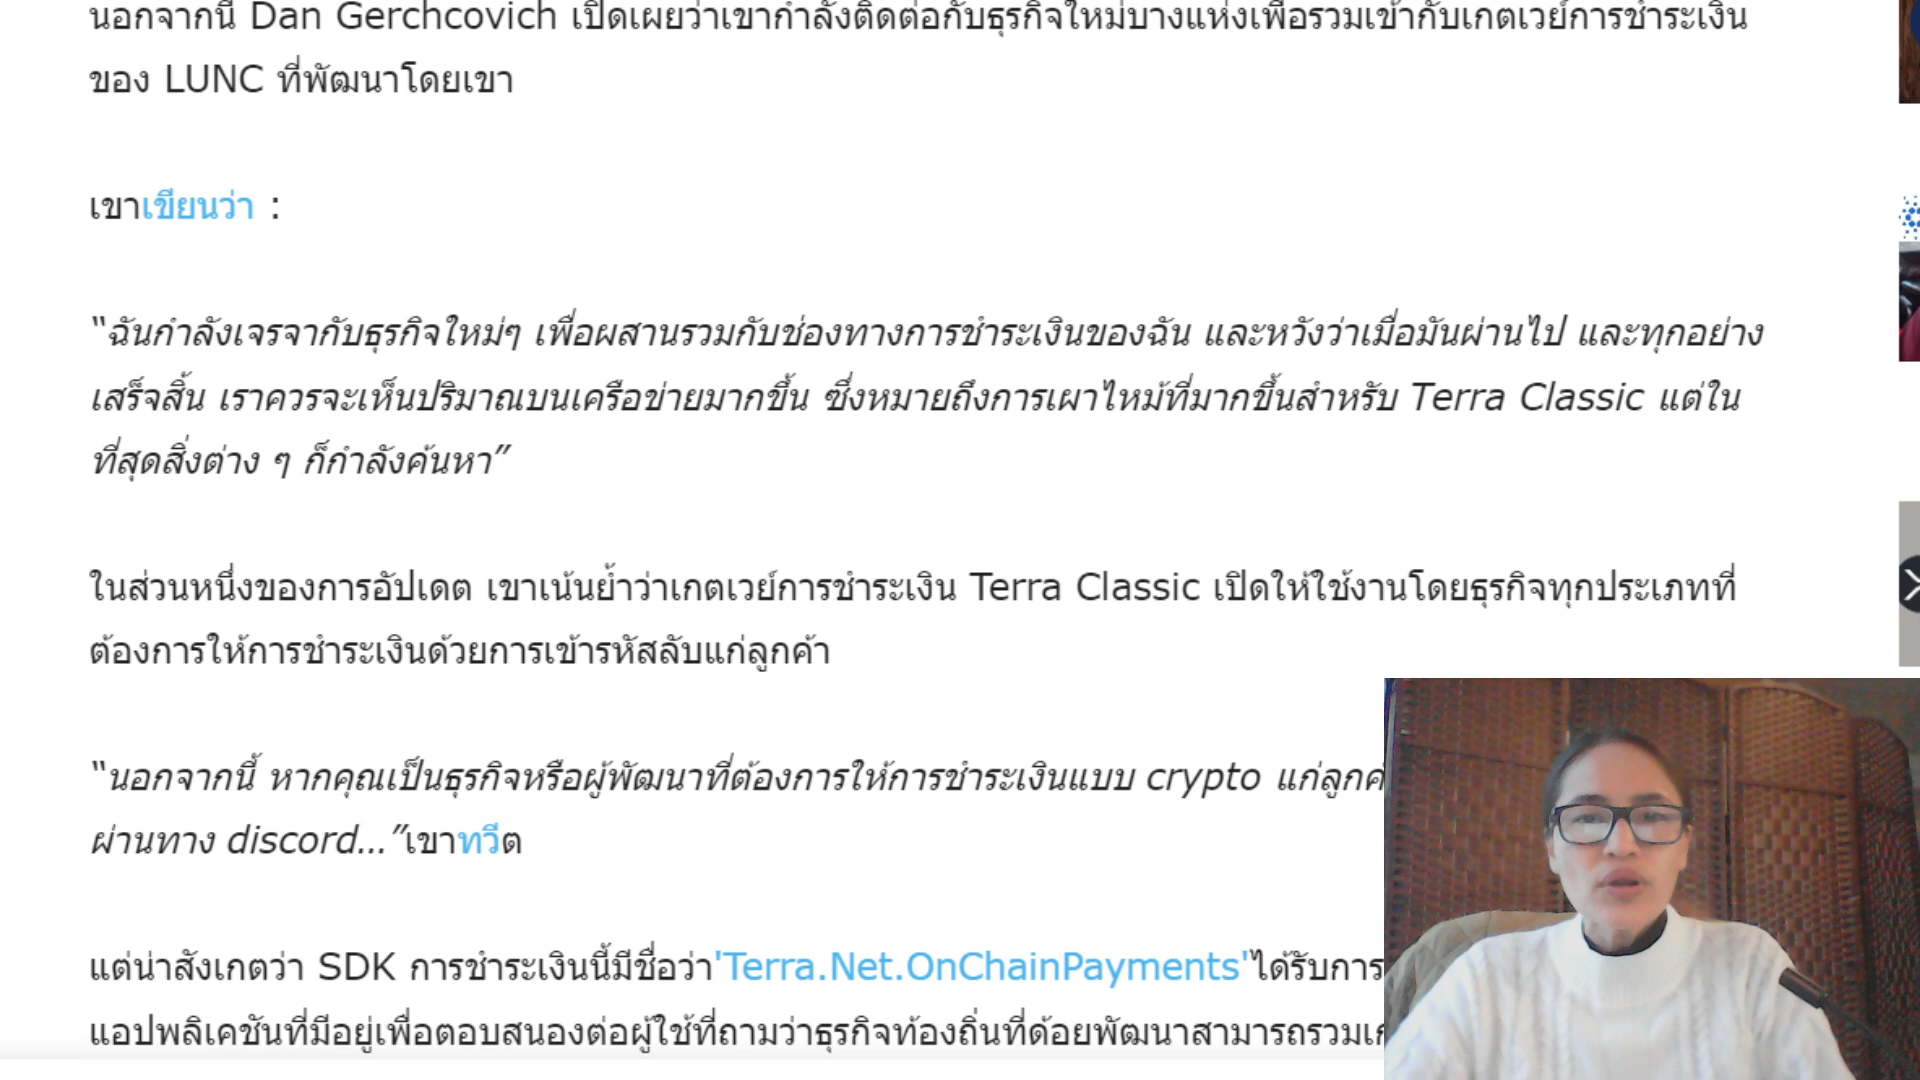 นอกจากนี้ Dan Gerchcovich เปิดเผยว่าเขากำลังติดต่อกับธุรกิจใหม่บางแห่งเพื่อรวมเข้ากับเกตเวย์การชำระเงิน
ของ LUNC ที่พัฒนาโดยเขา
เขาเขียนว่า :
“ฉันกำลังเจรจากับธุรกิจใหม่ๆ เพื่อผสานรวมกับช่องทางการชำระเงินของฉัน และหวังว่าเมื่อมันผ่านไป และทุกอย่าง
เสร็จสิ้น เราควรจะเห็นปริมาณบนเครือข่ายมากขึ้น ซึ่งหมายถึงการเผาไหม้ที่มากขึ้นสำหรับ Terra Classic แต่ใน
ที่สุดสิ่งต่าง ๆ ก็กำลังค้นหา”
ในส่วนหนึ่งของการอัปเดต เขาเน้นย้ำว่าเกตเวย์การชำระเงิน Terra Classic เปิดให้ใช้งานโดยธุรกิจทุกประเภทที่
ต้องการให้การชำระเงินด้วยการเข้ารหัสลับแก่ลูกค้า
“นอกจากนี้ หากคุณเป็นธุรกิจหรือผู้พัฒนาที่ต้องการให้การชำระเงินแบบ crypto แก่
ผ่านทาง discord…”เขาทวีต
แต่น่าสังเกตว่า SDK การชำระเงินนี้มีชื่อว่า'Terra.Net.OnChainPayments'ได้รับการ
แอปพลิเคชันที่มีอยู่เพื่อตอบสนองต่อผู้ใช้ที่ถามว่าธุรกิจท้องถิ่นที่ด้อยพัฒนาสามารถรวม